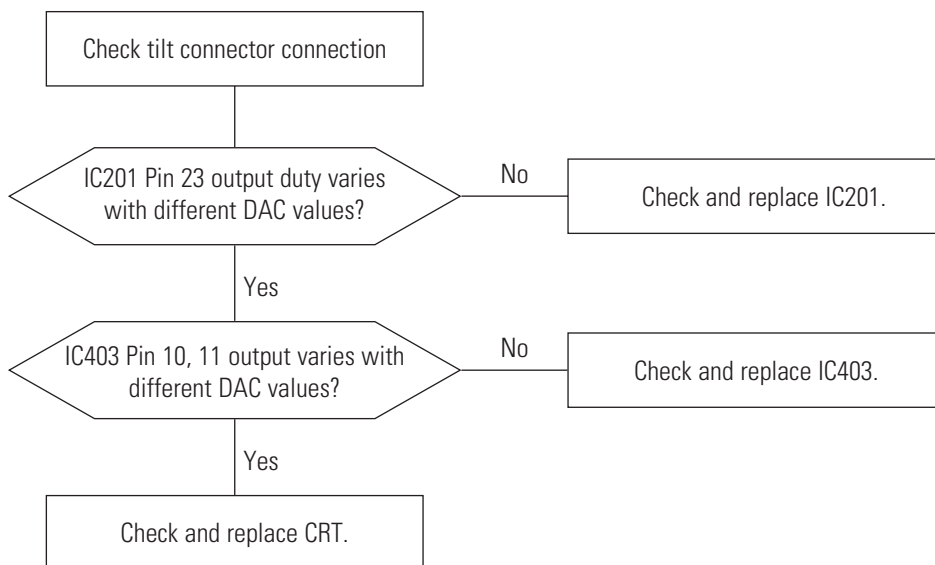 Check tilt connector connection
IC201 Pin 23 output duty varies
with different DAC values?
No
Check and replace IC201.
Yes
IC403 Pin 10, 11 output varies with
different DAC values?
No
Check and replace IC403.
Yes
Check and replace CRT.